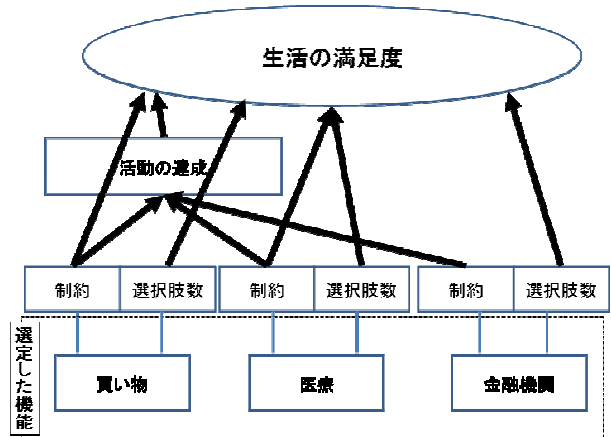 生活の満足度
活動の達成
制約 選択肢数 制約 選択肢数 制約 選択肢数
選定した機能
買い物 医療 金融機関